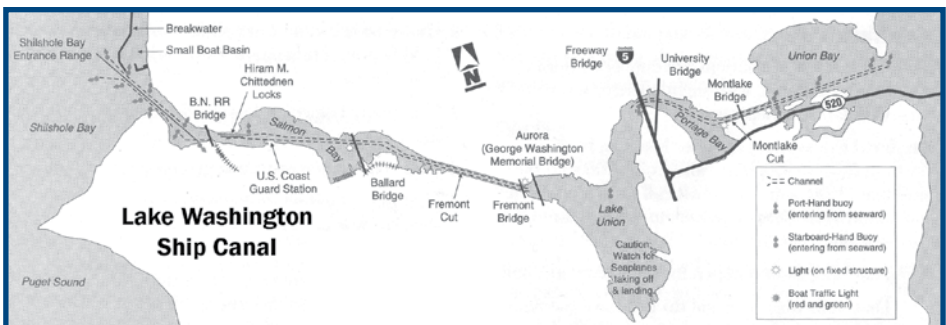 Breakwater
Shilshole Bay
Entrance Range
Small Boat Basin
Hiram M.
Chittednen
Locks
B.N. RR
Bridge
Shilshole Bay
Salmon
Bay
U.S. Coast
Guard Station
Ballard
Bridge
Fremont
Cut
Fremont
Bridge
Aurora
(George Washington
Memorial Bridge)
Lake
Union
Caution:
Watch for
Seaplanes
taking off
& landing.
Freeway
Bridge
5
University
Bridge
Montlake
Bridge
Union Bay
520
Portage Bay
Montlake
Cut
N
Lake Washington
Ship Canal
Puget Sound
Channel
Port-Hand buoy
(entering from seaward)
Starboard-Hand Buoy
(entering from seaward)
Light (on fixed structure)
Boat Traffic Light
(red and green)